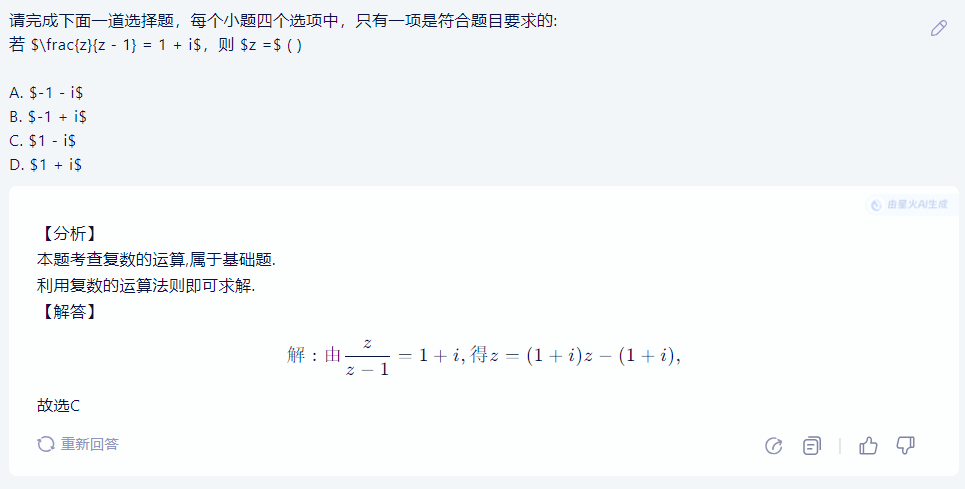 请完成下面一道选择题，每个小题四个选项中，只有一项是符合题目要求的:
若 $\frac{z}{z - 1} = 1 + i$，则 $z =$ ( )
A. $-1 - i$
B. $-1 + i$
C. $1 - i$
D. $1 + i$
由星火AI生成
【分析】
本题考查复数的运算,属于基础题.
利用复数的运算法则即可求解.
【解答】
解：由 \frac{z}{z-1} = 1 + i, 得z = (1 + i)z − (1 + i),
故选C
重新回答